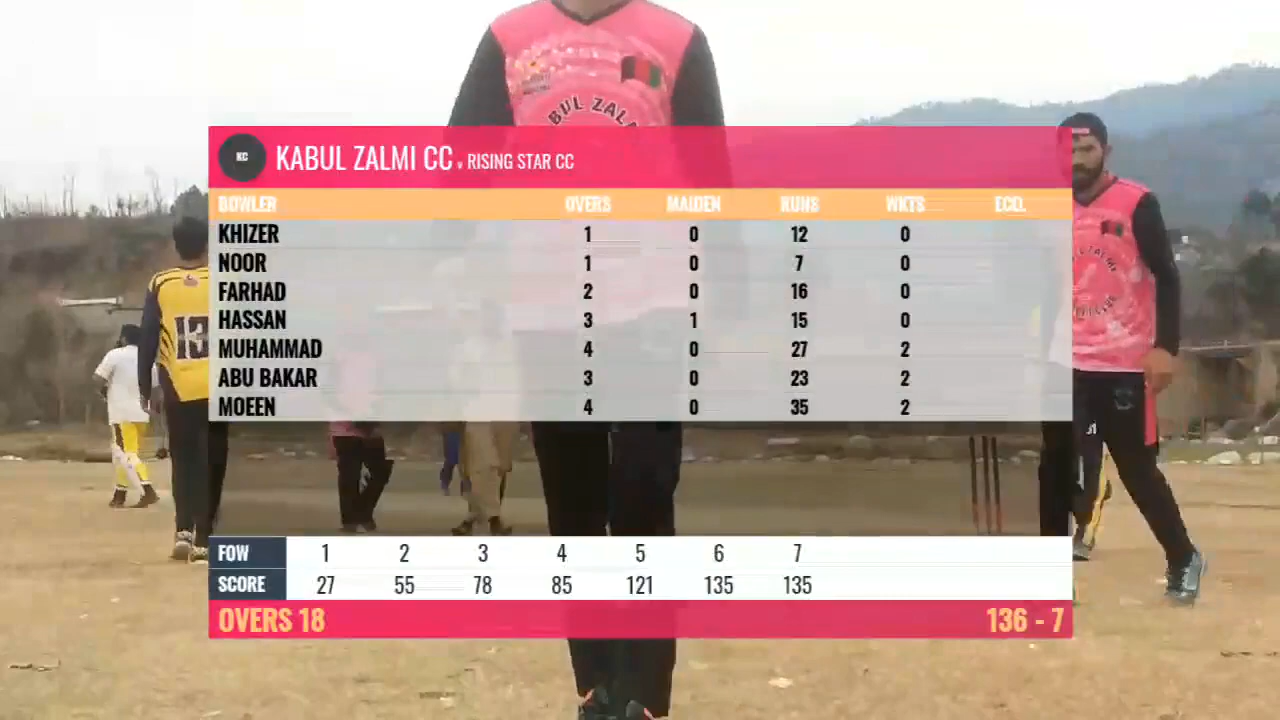 BUL ZALM
KC
KABUL ZALMI CC v RISING STAR CC
BOWLER OVERS MAIDEN RUNS WKTS ECO.
KHIZER 1 0 12 0
NOOR 1 0 7 0
FARHAD 2 0 16 0
HASSAN 3 1 15 0
MUHAMMAD 4 0 27 2
ABU BAKAR 3 0 23 2
MOEEN 4 0 35 2
13
FOW 1 2 3 4 5 6 7
SCORE 27 55 78 85 121 135 135
OVERS 18 136 - 7